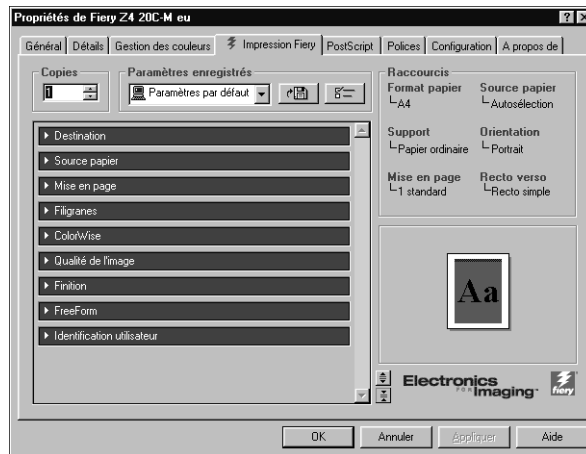 Propriétés de Fiery Z4 20C-M eu
Général Détails Gestion des couleurs Impression Fiery PostScript Polices Configuration A propos de
Copies
1
Paramètres enregistrés
Paramètres par défaut
Destination
Source papier
Mise en page
Filigranes
ColorWise
Qualité de l'image
Finition
FreeForm
Identification utilisateur
Raccourcis
Format papier Source papier
A4 Autosélection
Support Orientation
Papier ordinaire Portrait
Mise en page Recto verso
1 standard Recto simple
Aa
Electronics
FOR Imaging
fiery
OK Annuler Appliquer Aide